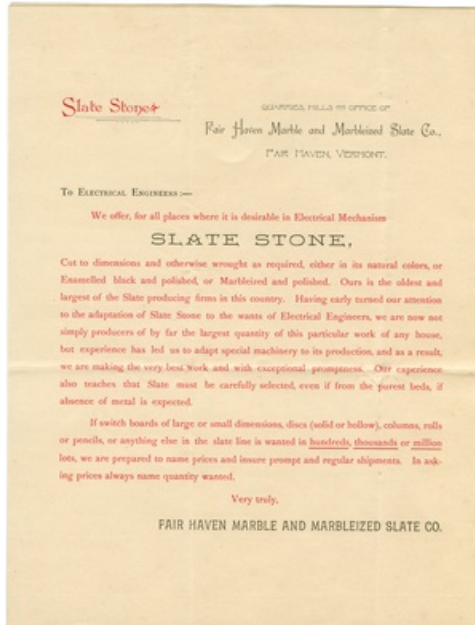 Slate Stone
QUARRIES, MILLS AND OFFICE OF
Fair Haven Marble and Marbleized Slate Co.,
FAIR HAVEN, VERMONT.
TO ELECTRICAL ENGINEERS:—
We offer, for all places where it is desirable in Electrical Mechanism
SLATE STONE,
Cut to dimensions and otherwise wrought as required, either in its natural colors, or
Enamelled black and polished, or Marbleized and polished. Ours is the oldest and
largest of the Slate producing firms in this country. Having early turned our attention
to the adaptation of Slate Stone to the wants of Electrical Engineers, we are now not
simply producers of by far the largest quantity of this particular work of any house,
but experience has led us to adapt special machinery to its production, and as a result,
we are making the very best work and with exceptional promptness. Our experience
also teaches that Slate must be carefully selected, even if from the purest beds, if
absence of metal is expected.
If switch boards of large or small dimensions, discs (solid or hollow), columns, rolls
or pencils, or anything else in the slate line is wanted in hundreds, thousands or million
lots, we are prepared to name prices and insure prompt and regular shipments. In ask-
ing prices always name quantity wanted.
Very truly,
FAIR HAVEN MARBLE AND MARBLEIZED SLATE CO.